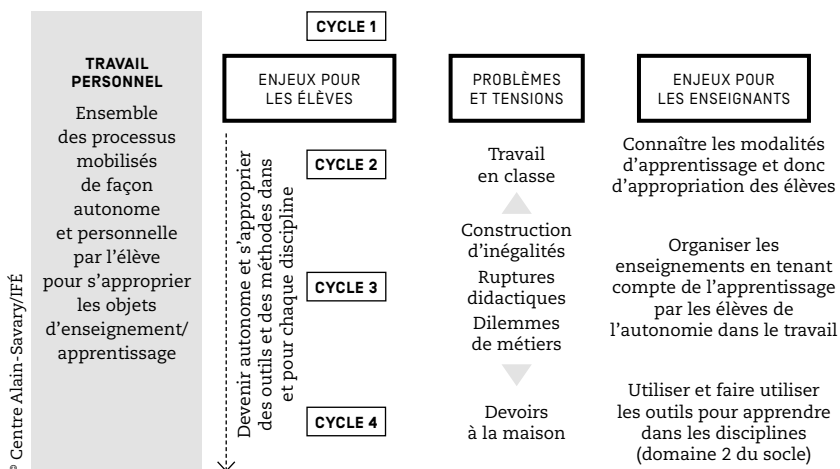 CYCLE 1
TRAVAIL
PERSONNEL
Ensemble
des processus
mobilisés
de façon
autonome
et personnelle
par l’élève
pour s’approprier
les objets
d’enseignement/
apprentissage
ENJEUX POUR
LES ÉLÈVES
Devenir autonome et s’approprier
des outils et des méthodes dans
et pour chaque discipline
CYCLE 2
CYCLE 3
CYCLE 4
PROBLÈMES
ET TENSIONS
Travail
en classe
Construction
d’inégalités
Ruptures
didactiques
Dilemmes
de métiers
Devoirs
à la maison
ENJEUX POUR
LES ENSEIGNANTS
Connaître les modalités
d’apprentissage et donc
d’appropriation des élèves
Organiser les
enseignements en tenant
compte de l’apprentissage
par les élèves de
l’autonomie dans le travail
Utiliser et faire utiliser
les outils pour apprendre
dans les disciplines
(domaine 2 du socle)
© Centre Alain-Savary/IFÉ